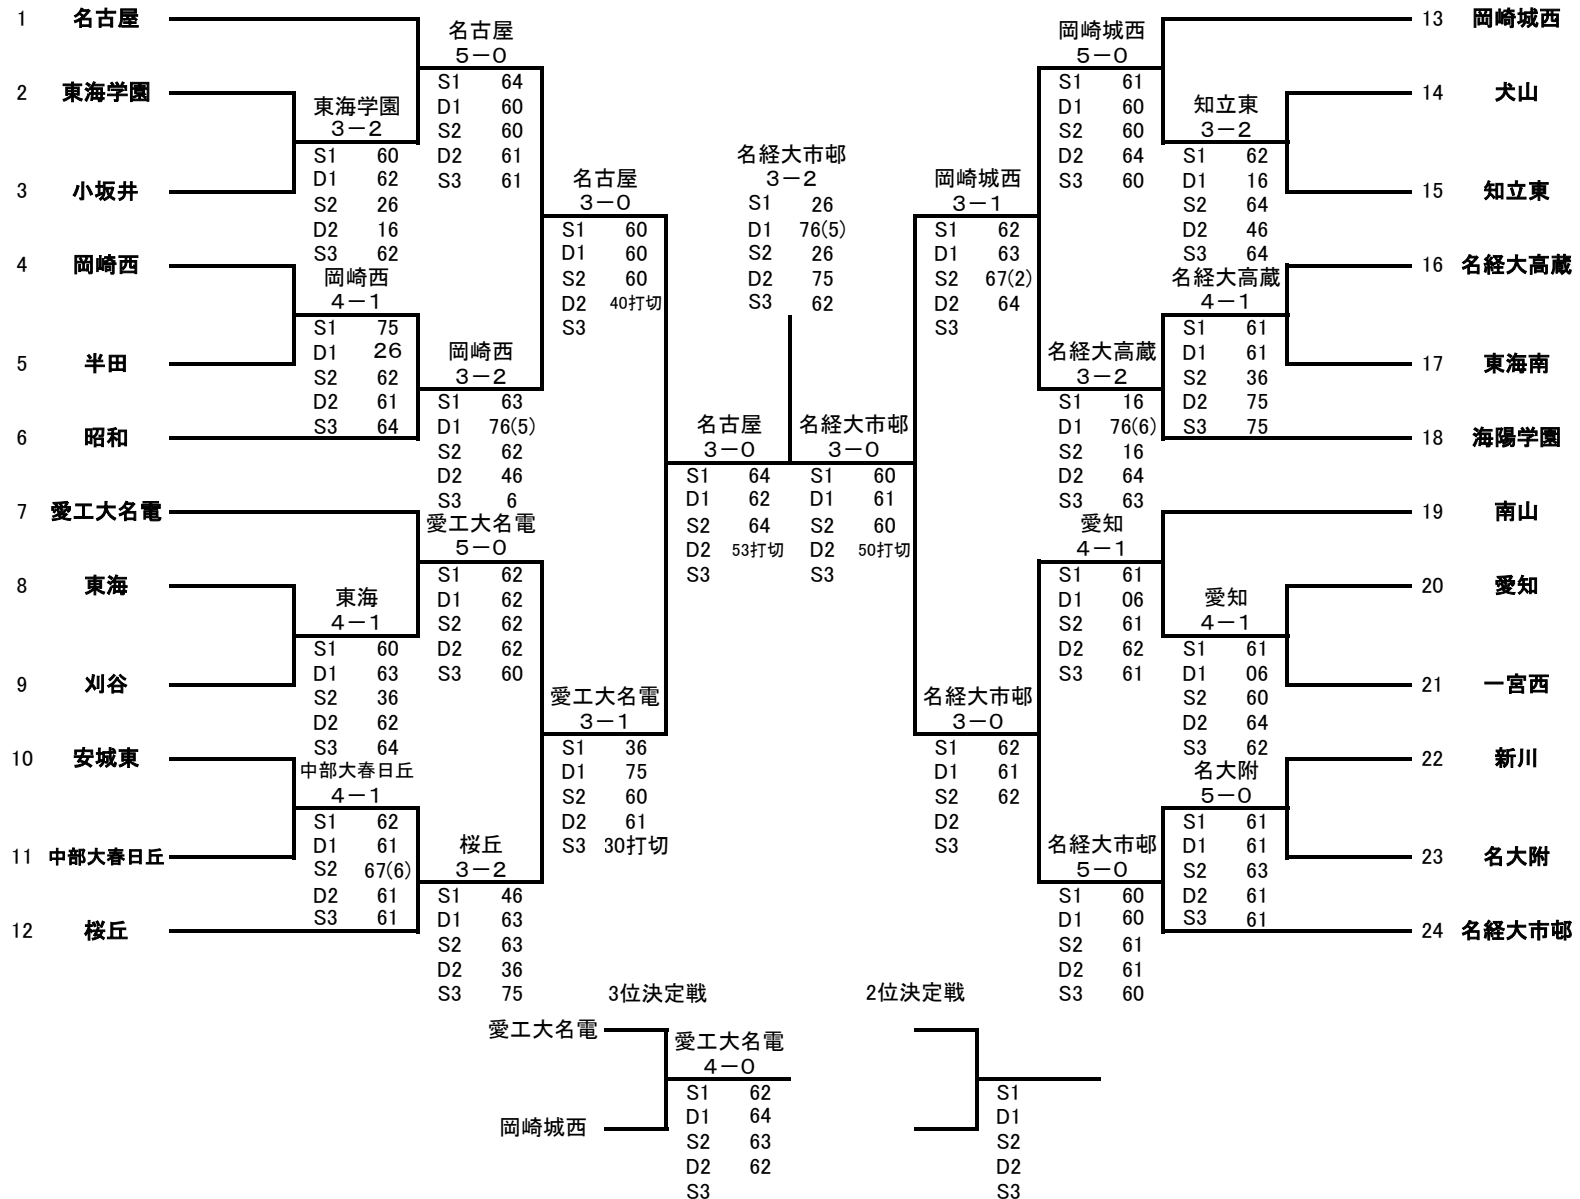 1 名古屋
2 東海学園
3 小坂井
4 岡崎西
5 半田
6 昭和
7 愛工大名電
8 東海
9 刈谷
10 安城東
11 中部大春日丘
12 桜丘
東海学園
3－2
S1 60
D1 62
S2 26
D2 16
S3 62
岡崎西
4－1
S1 75
D1 26
S2 62
D2 61
S3 64
東海
4－1
S1 60
D1 63
S2 36
D2 62
S3 64
中部大春日丘
4－1
S1 62
D1 61
S2 67(6)
D2 61
S3 61
名古屋
5－0
S1 64
D1 60
S2 60
D2 61
S3 61
岡崎西
3－2
S1 63
D1 76(5)
S2 62
D2 46
S3 6
愛工大名電
5－0
S1 62
D1 62
S2 62
D2 62
S3 60
桜丘
3－2
S1 46
D1 63
S2 63
D2 36
S3 75
名古屋
3－0
S1 60
D1 60
S2 60
D2 40打切
S3
愛工大名電
3－1
S1 36
D1 75
S2 60
D2 61
S3 30打切
名古屋
3－0
S1 64
D1 62
S2 64
D2 53打切
S3
名経大市邨
3－2
S1 26
D1 76(5)
S2 26
D2 75
S3 62
名経大市邨
3－0
S1 60
D1 61
S2 60
D2 50打切
S3
岡崎城西
3－1
S1 62
D1 63
S2 67(2)
D2 64
S3
名経大市邨
3－0
S1 62
D1 61
S2 62
D2
S3
岡崎城西
5－0
S1 61
D1 60
S2 60
D2 64
S3 60
名経大高蔵
3－2
S1 16
D1 76(6)
S2 16
D2 64
S3 63
愛知
4－1
S1 61
D1 06
S2 61
D2 62
S3 61
名経大市邨
5－0
S1 60
D1 60
S2 61
D2 61
S3 60
知立東
3－2
S1 62
D1 16
S2 64
D2 46
S3 64
名経大高蔵
4－1
S1 61
D1 61
S2 36
D2 75
S3 75
愛知
4－1
S1 61
D1 06
S2 60
D2 64
S3 62
名大附
5－0
S1 61
D1 61
S2 63
D2 61
S3 61
13 岡崎城西
14 犬山
15 知立東
16 名経大高蔵
17 東海南
18 海陽学園
19 南山
20 愛知
21 一宮西
22 新川
23 名大附
24 名経大市邨
3位決定戦
愛工大名電
岡崎城西
愛工大名電
4－0
S1 62
D1 64
S2 63
D2 62
S3
2位決定戦
S1
D1
S2
D2
S3